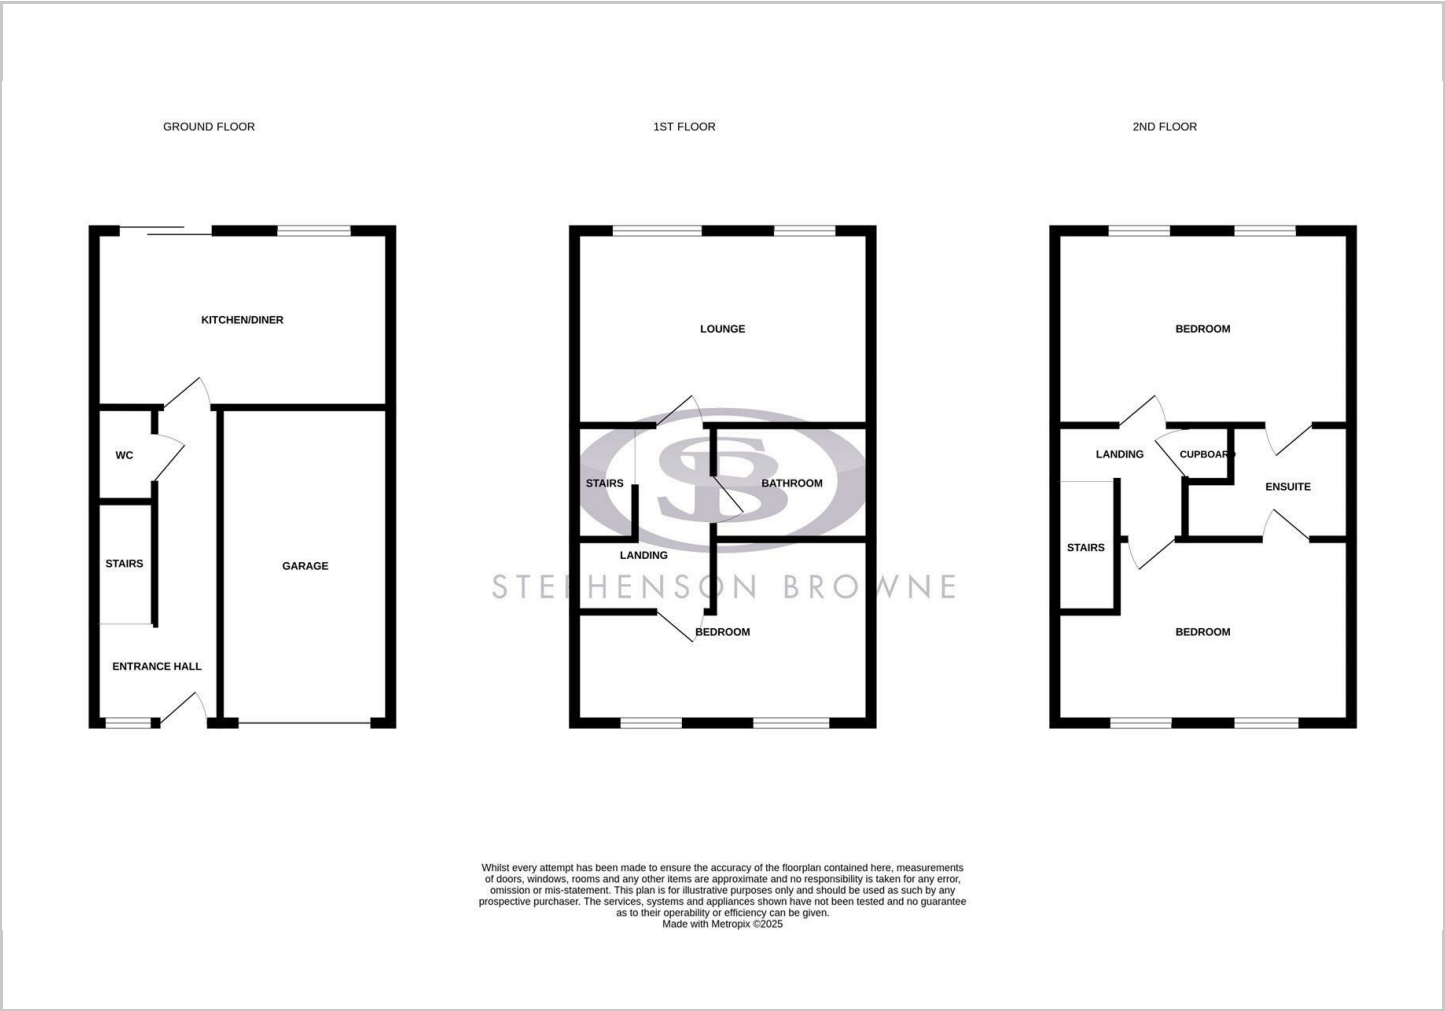 GROUND FLOOR
1ST FLOOR
2ND FLOOR
KITCHEN/DINER
WC
STAIRS
GARAGE
ENTRANCE HALL
LOUNGE
STAIRS
BATHROOM
LANDING
BEDROOM
SB
STEPHENSON BROWNE
BEDROOM
LANDING
CUPBOARD
ENSUITE
STAIRS
BEDROOM
Whilst every attempt has been made to ensure the accuracy of the floorplan contained here, measurements
of doors, windows, rooms and any other items are approximate and no responsibility is taken for any error,
omission or mis-statement. This plan is for illustrative purposes only and should be used as such by any
prospective purchaser. The services, systems and appliances shown have not been tested and no guarantee
as to their operability or efficiency can be given.
Made with Metropix ©2025